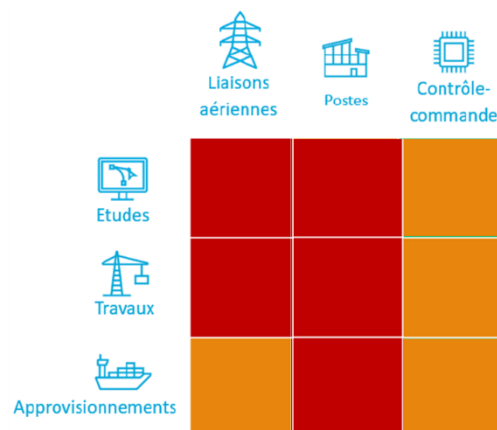 Liaisons
aériennes
Postes
Contrôle-
commande
Etudes
Travaux
Approvisionnements